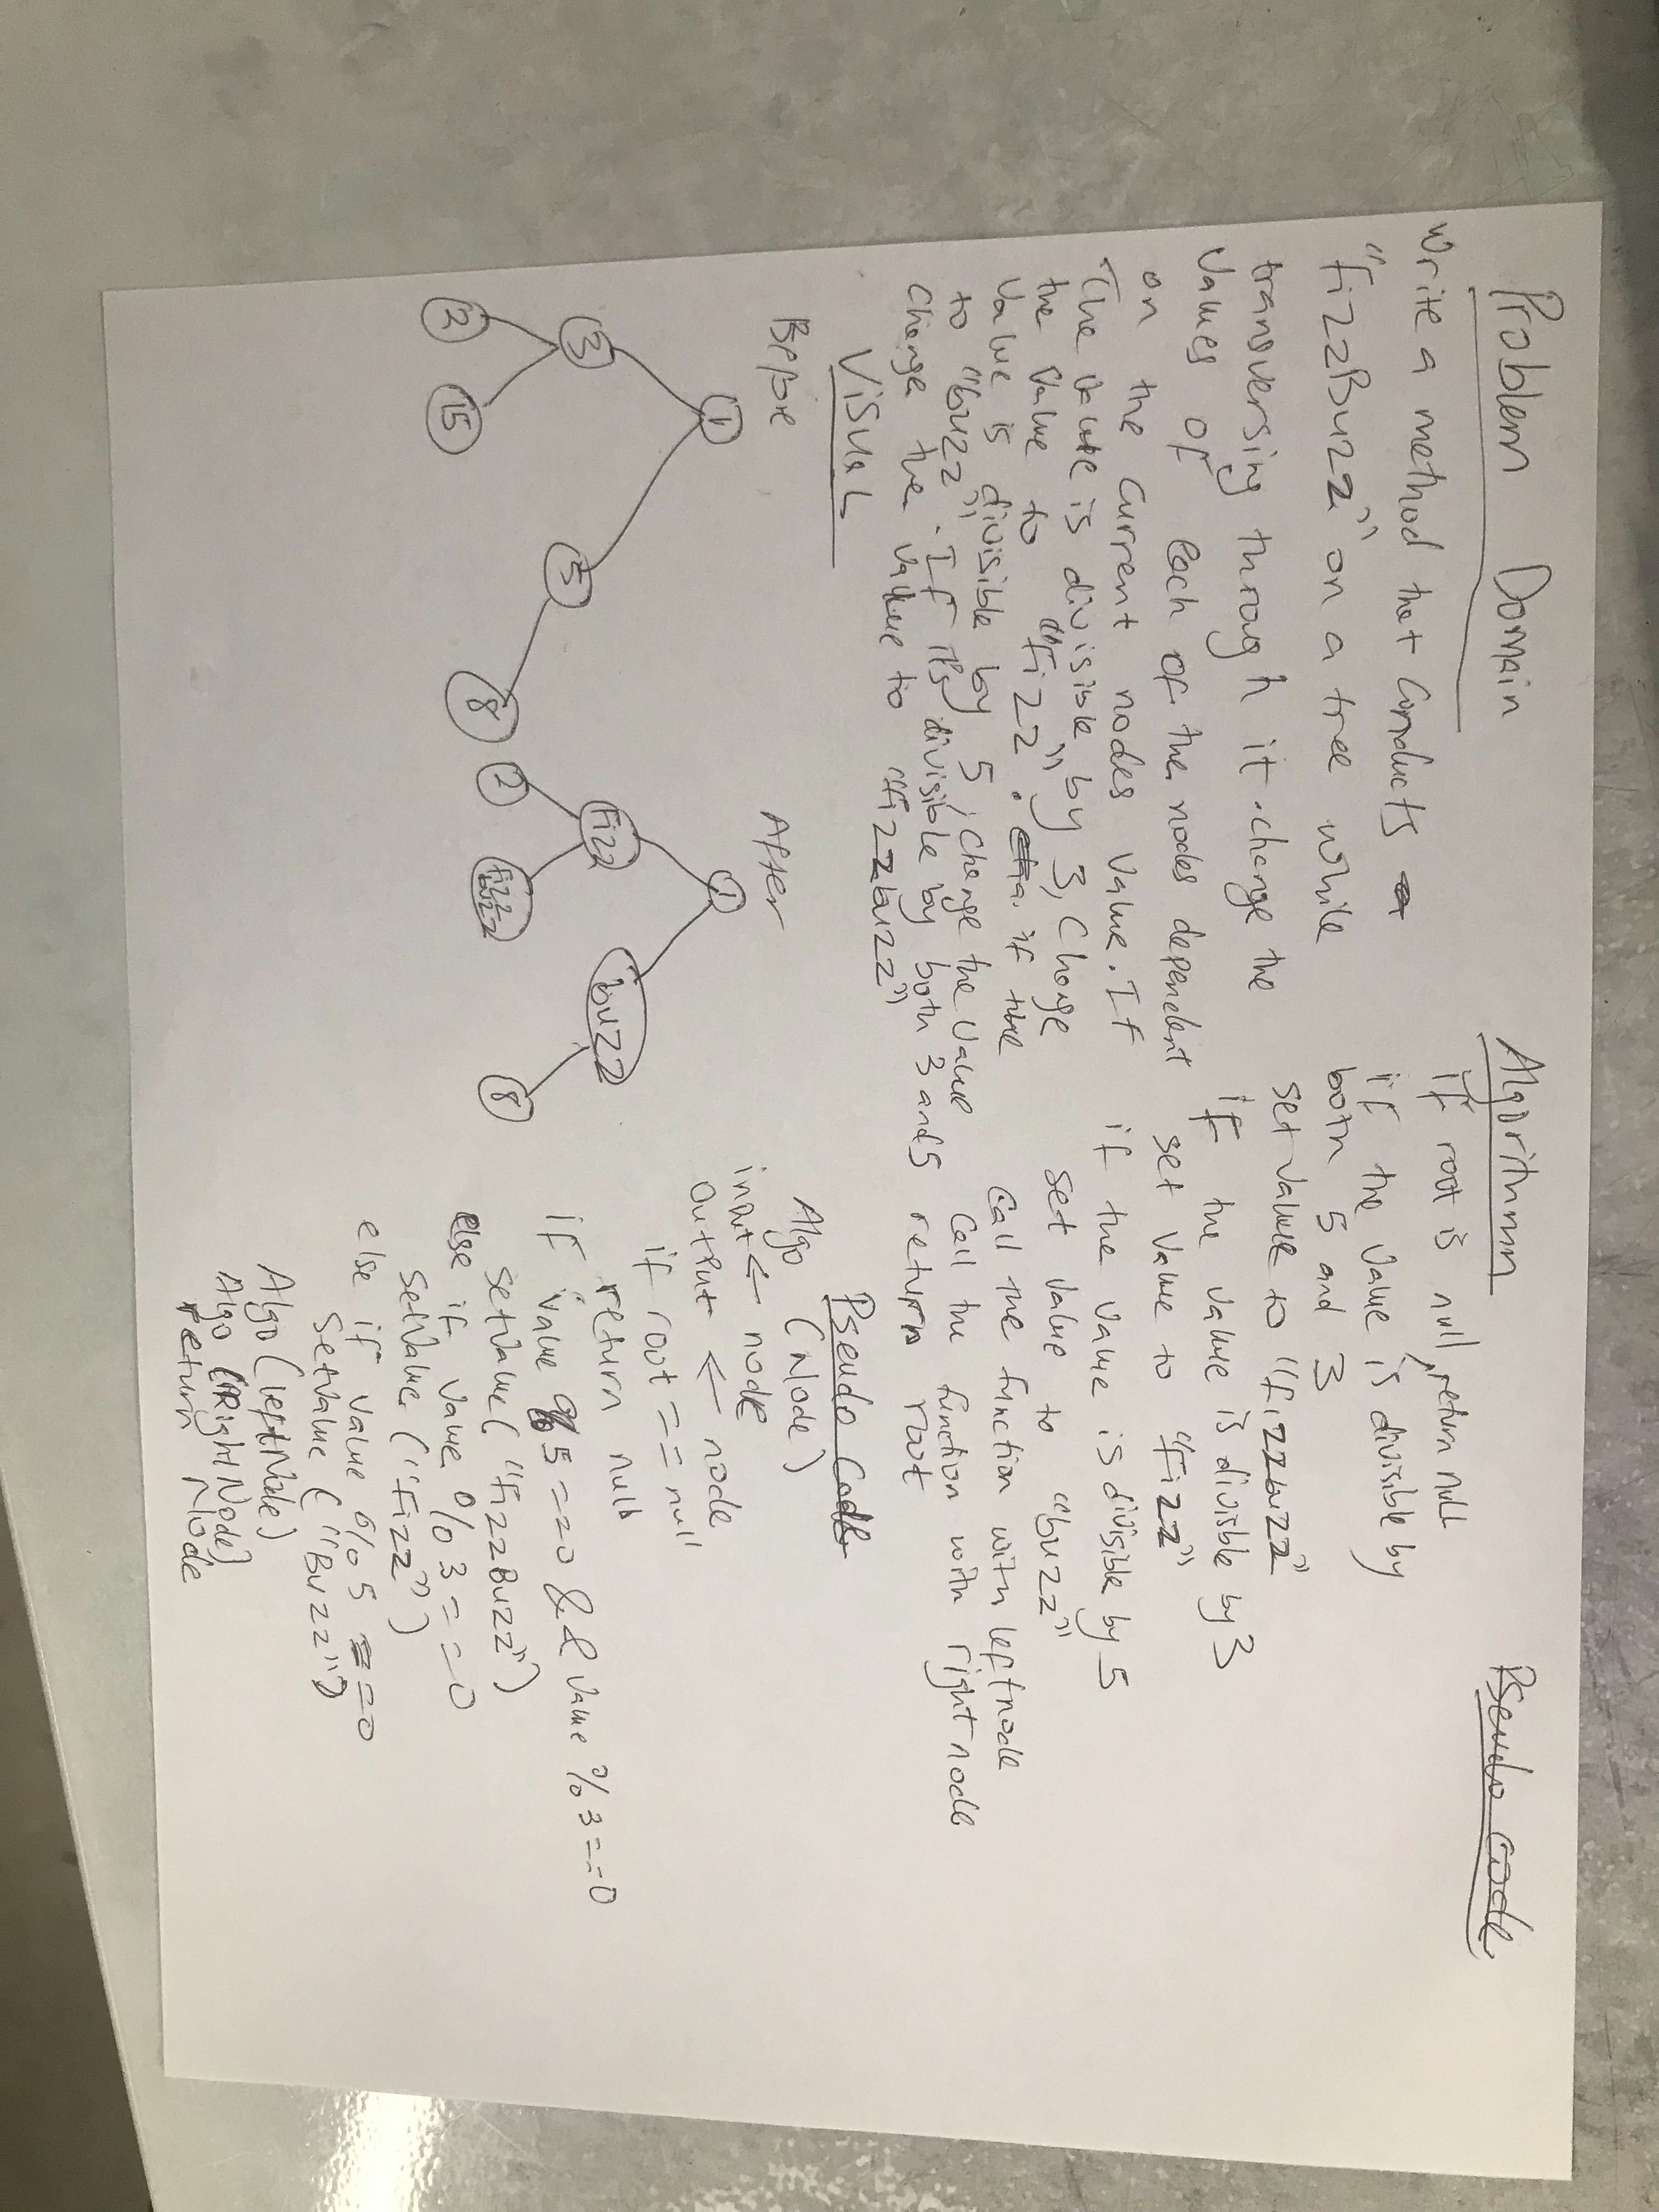 Problem Domain
Write a method that conducts a
"FizzBuzz" on a tree while
transversing through it. change the
values of each of the nodes dependent
on the current nodes value. If
The value is divisible by 3, Change
the value to "Fizz". if the
value is divisible by 5, change the value
to "buzz". If it's divisible by both 3 and 5
change the value to "fizzbuzz"
Visual
Before
1
3
5
2
15
8
After
1
Fizz
buzz
2
fizz
buzz
8
Algorithmn
if root is null, return null
if the value is divisible by
both 5 and 3
set value to "fizzbuzz"
if the value is divisible by 3
set value to "Fizz"
if the value is divisible by 5
set value to "buzz"
Call the function with left node
Call the function with right node
return root
Pseudo Code
Pseudo Code
Algo (Node)
input ← node
output ← node
if root == null
return null
if value % 5 == 0 && value % 3 == 0
setValue("FizzBuzz")
else if value % 3 == 0
SetValue("Fizz")
else if value % 5 == 0
SetValue("Buzz")
Algo(leftNode)
Algo(RightNode)
return Node